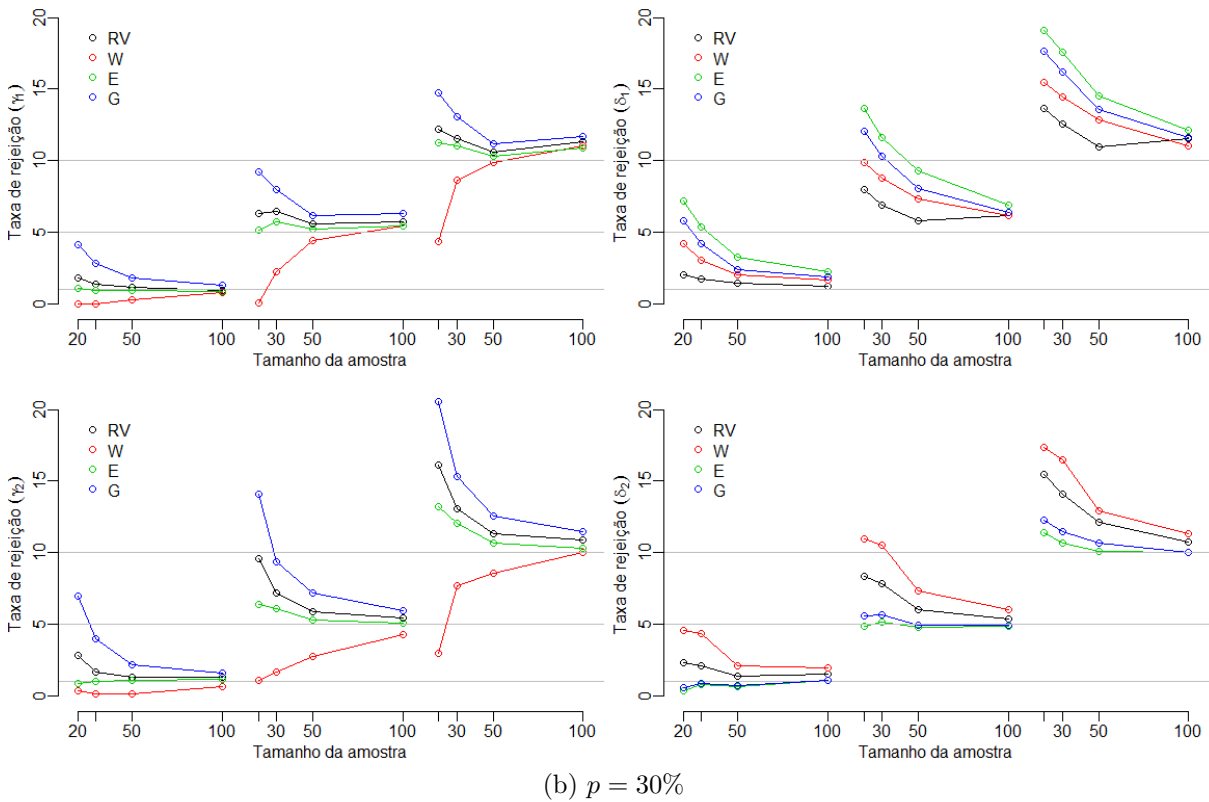 Taxa de rejeição (γ1)
20
15
10
5
0
RV
W
E
G
20 50 100 30 50 100 30 50 100
Tamanho da amostra
Taxa de rejeição (δ1)
20
15
10
5
0
RV
W
E
G
20 50 100 30 50 100 30 50 100
Tamanho da amostra
Taxa de rejeição (γ2)
20
15
10
5
0
RV
W
E
G
20 50 100 30 50 100 30 50 100
Tamanho da amostra
Taxa de rejeição (δ2)
20
15
10
5
0
RV
W
E
G
20 50 100 30 50 100 30 50 100
Tamanho da amostra
(b) p = 30%